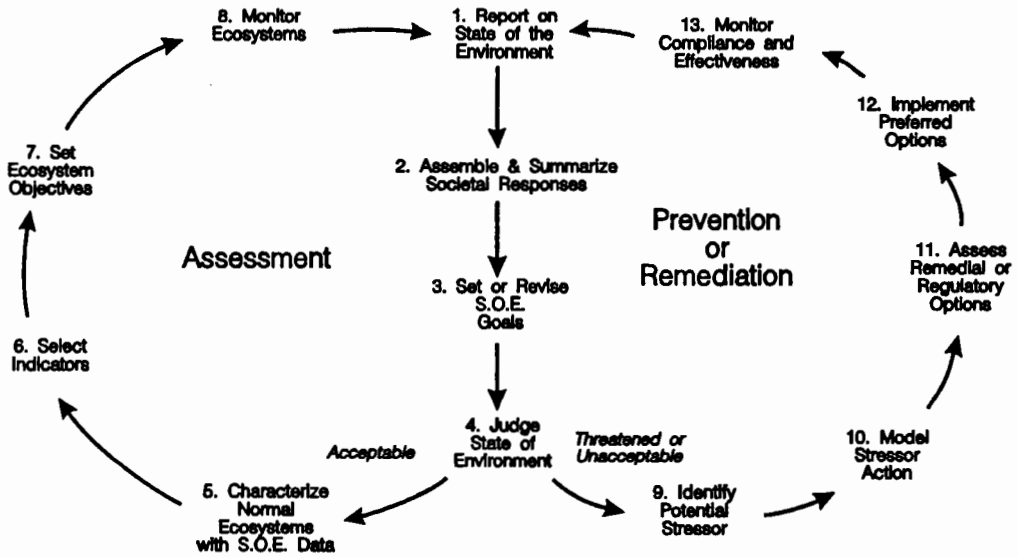 1. Report on
State of the
Environment
2. Assemble & Summarize
Societal Responses
3. Set or Revise
S.O.E.
Goals
4. Judge
State of
Environment
Acceptable
Threatened or
Unacceptable
Assessment
Prevention
or
Remediation
5. Characterize
Normal
Ecosystems
with S.O.E. Data
6. Select
Indicators
7. Set
Ecosystem
Objectives
8. Monitor
Ecosystems
9. Identify
Potential
Stressor
10. Model
Stressor
Action
11. Assess
Remedial or
Regulatory
Options
12. Implement
Preferred
Options
13. Monitor
Compliance and
Effectiveness